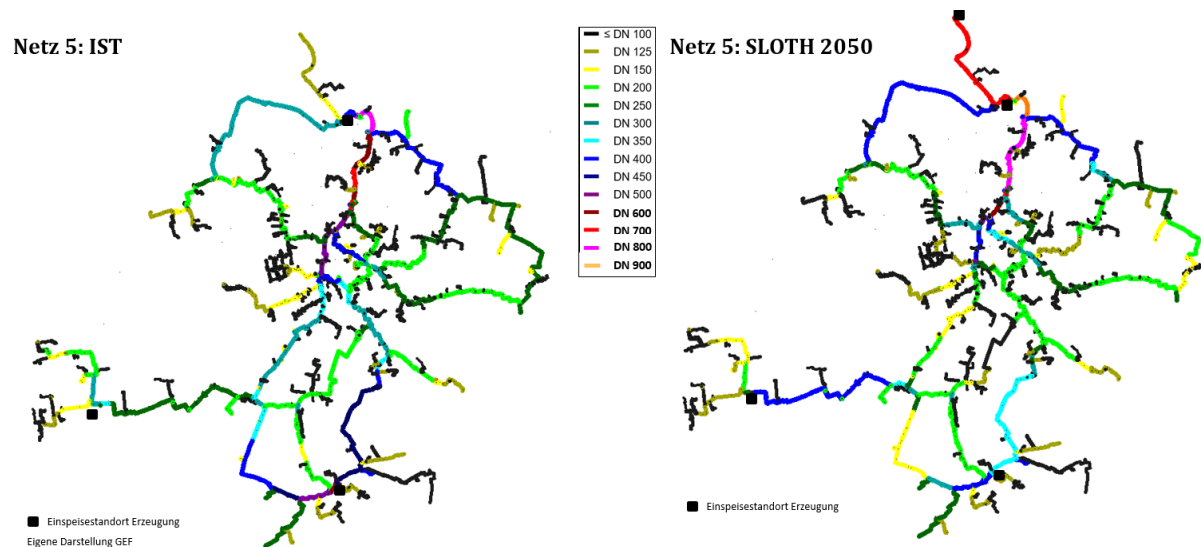 Netz 5: IST
≤ DN 100
DN 125
DN 150
DN 200
DN 250
DN 300
DN 350
DN 400
DN 450
DN 500
DN 600
DN 700
DN 800
DN 900
Netz 5: SLOTH 2050
Einspeisestandort Erzeugung
Eigene Darstellung GEF
Einspeisestandort Erzeugung